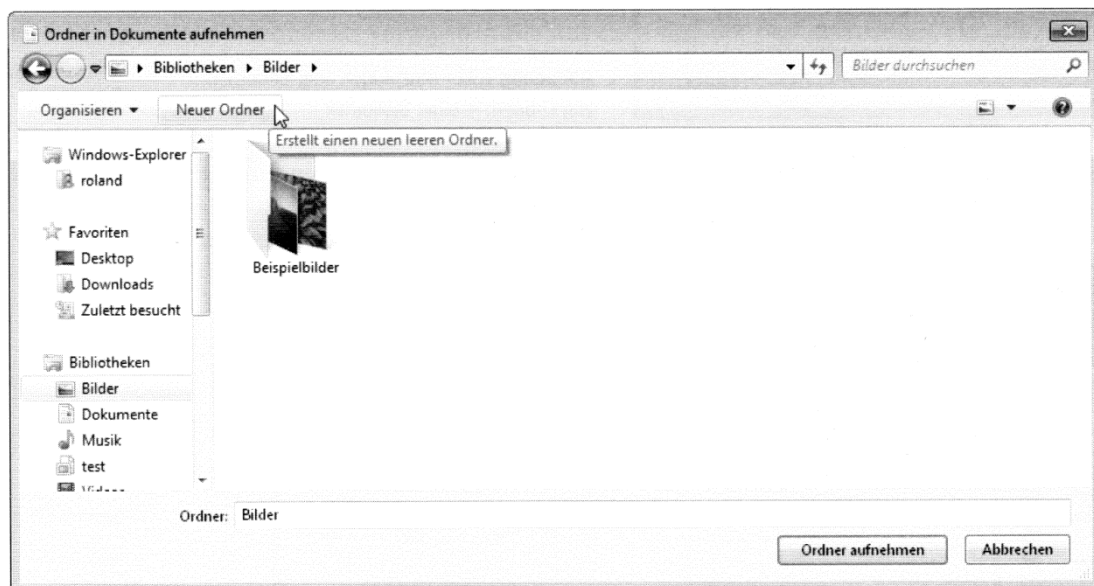 Ordner in Dokumente aufnehmen
Bibliotheken Bilder
Bilder durchsuchen
Organisieren Neuer Ordner
Erstellt einen neuen leeren Ordner.
Windows-Explorer
roland
Favoriten
Desktop
Downloads
Zuletzt besucht
Bibliotheken
Bilder
Dokumente
Musik
test
Videos
Beispielbilder
Ordner: Bilder
Ordner aufnehmen Abbrechen